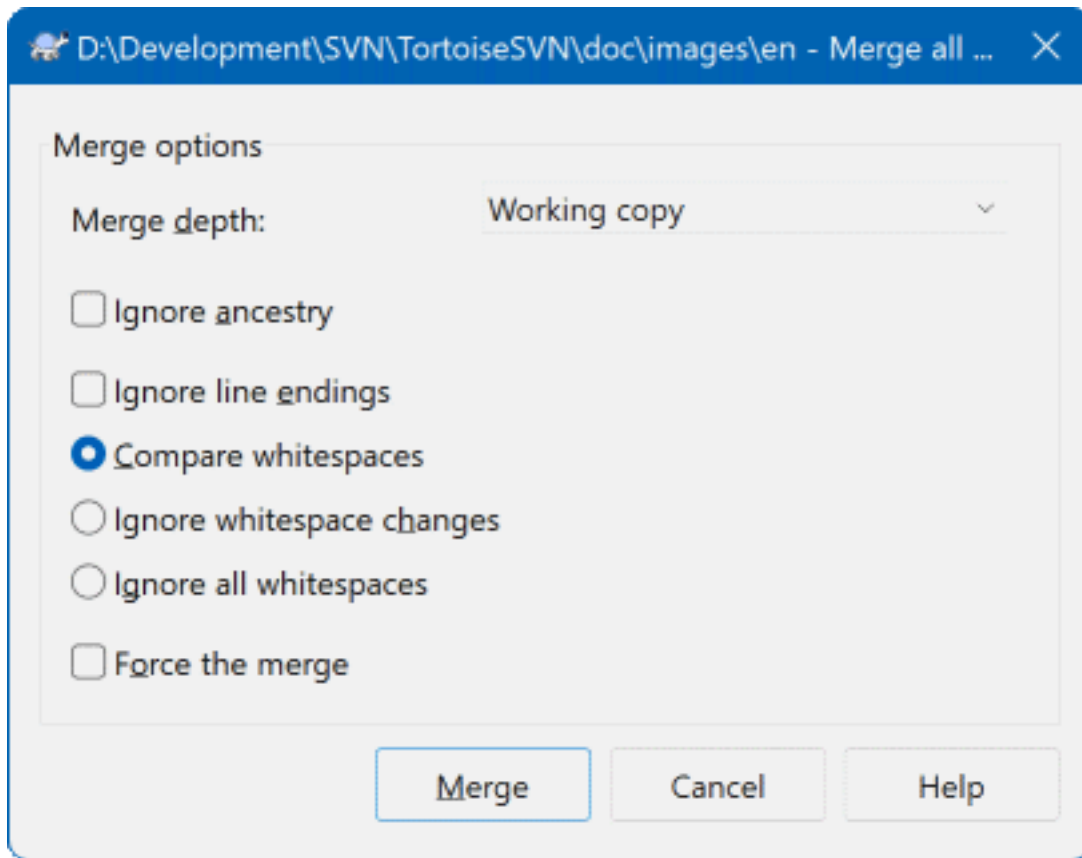 D:\Development\SVN\TortoiseSVN\doc\images\en - Merge all ...
Merge options
Merge depth: Working copy
Ignore ancestry
Ignore line endings
Compare whitespaces
Ignore whitespace changes
Ignore all whitespaces
Force the merge
Merge Cancel Help